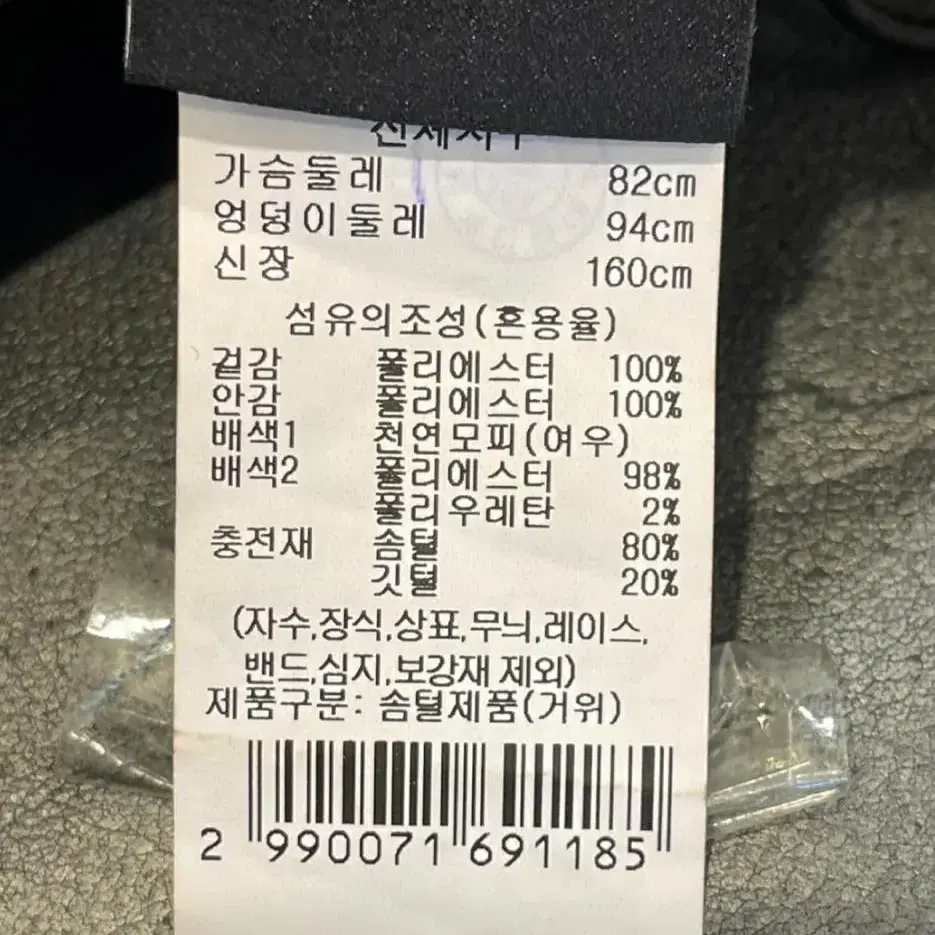 가슴둘레 82cm
엉덩이둘레 94cm
신장 160cm
섬유의조성(혼용율)
겉감 폴리에스터 100%
안감 폴리에스터 100%
배색1 천연모피(여우)
배색2 폴리에스터 98%
폴리우레탄 2%
충전재 솜털 80%
깃털 20%
(자수,장식,상표,무늬,레이스,
밴드,심지,보강재 제외)
제품구분: 솜털제품(거위)
2 990071 691185